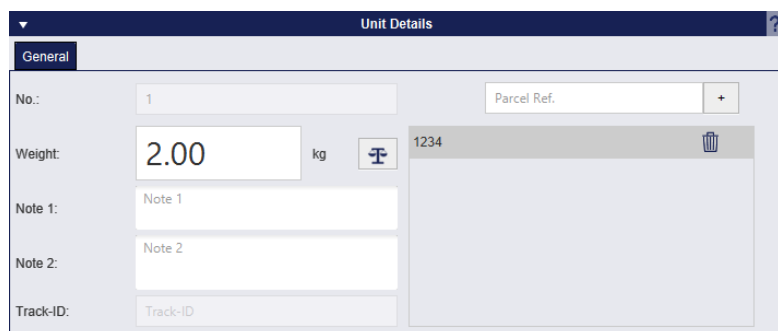 ▼ Unit Details ?
General
No.: 1 Parcel Ref. +
Weight: 2.00 kg 1234
Note 1: Note 1
Note 2: Note 2
Track-ID: Track-ID